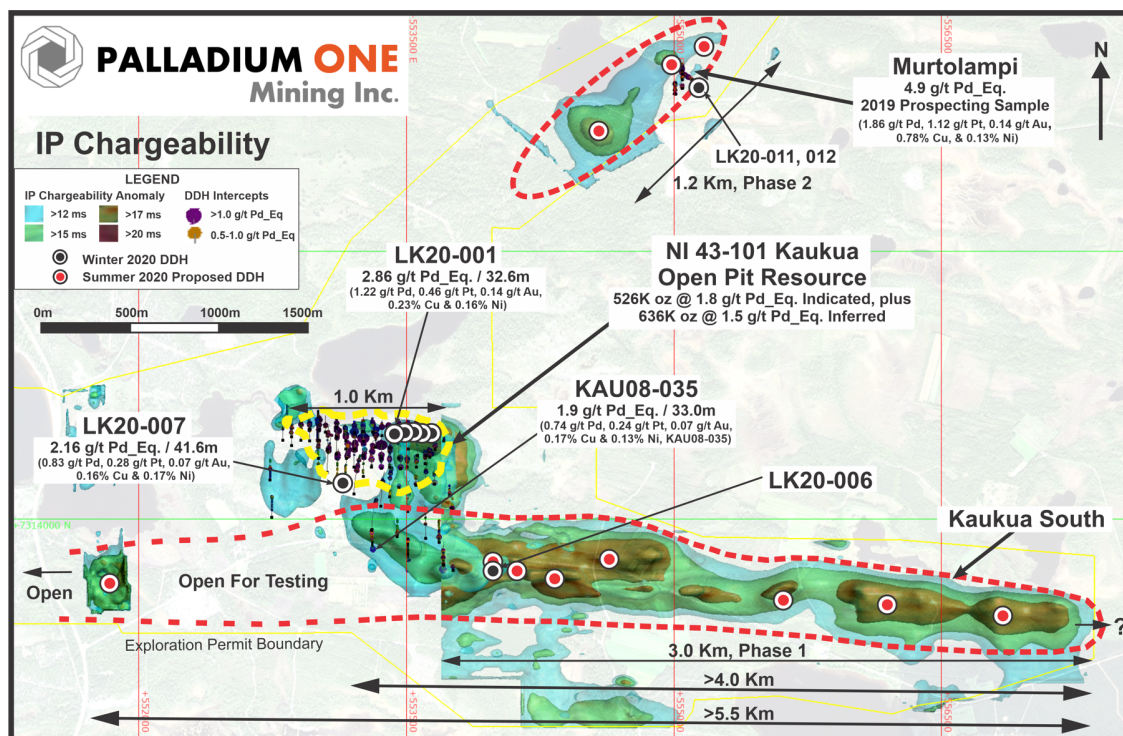 PALLADIUM ONE
Mining Inc.
IP Chargeability
LEGEND
IP Chargeability Anomaly
DDH Intercepts
>12 ms
>17 ms
>1.0 g/t Pd_Eq
>15 ms
>20 ms
0.5-1.0 g/t Pd_Eq
Winter 2020 DDH
Summer 2020 Proposed DDH
0m 500m 1000m 1500m
553500 E
+555000
+556500
N
Murtolampi
4.9 g/t Pd_Eq.
2019 Prospecting Sample
(1.86 g/t Pd, 1.12 g/t Pt, 0.14 g/t Au,
0.78% Cu, & 0.13% Ni)
LK20-011, 012
1.2 Km, Phase 2
LK20-001
2.86 g/t Pd_Eq. / 32.6m
(1.22 g/t Pd, 0.46 g/t Pt, 0.14 g/t Au,
0.23% Cu & 0.16% Ni)
NI 43-101 Kaukua
Open Pit Resource
526K oz @ 1.8 g/t Pd_Eq. Indicated, plus
636K oz @ 1.5 g/t Pd_Eq. Inferred
1.0 Km
KAU08-035
1.9 g/t Pd_Eq. / 33.0m
(0.74 g/t Pd, 0.24 g/t Pt, 0.07 g/t Au,
0.17% Cu & 0.13% Ni, KAU08-035)
LK20-007
2.16 g/t Pd_Eq. / 41.6m
(0.83 g/t Pd, 0.28 g/t Pt, 0.07 g/t Au,
0.16% Cu & 0.17% Ni)
LK20-006
+7314000 N
Kaukua South
Open
Open For Testing
?
Exploration Permit Boundary
3.0 Km, Phase 1
>4.0 Km
>5.5 Km